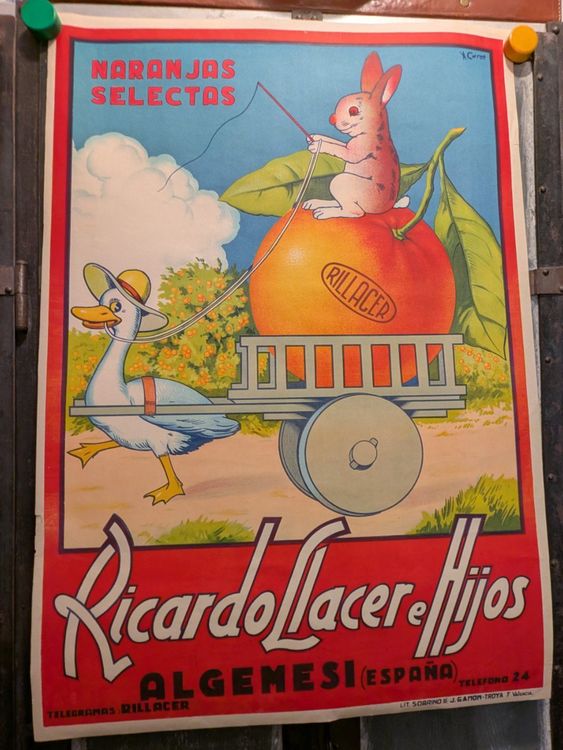 NARANJAS
SELECTAS
RILLACER
Ricardo Llacer e Hijos
ALGEMESI (ESPAÑA)
TELEFONO 24
TELEGRAMAS: RILLACER